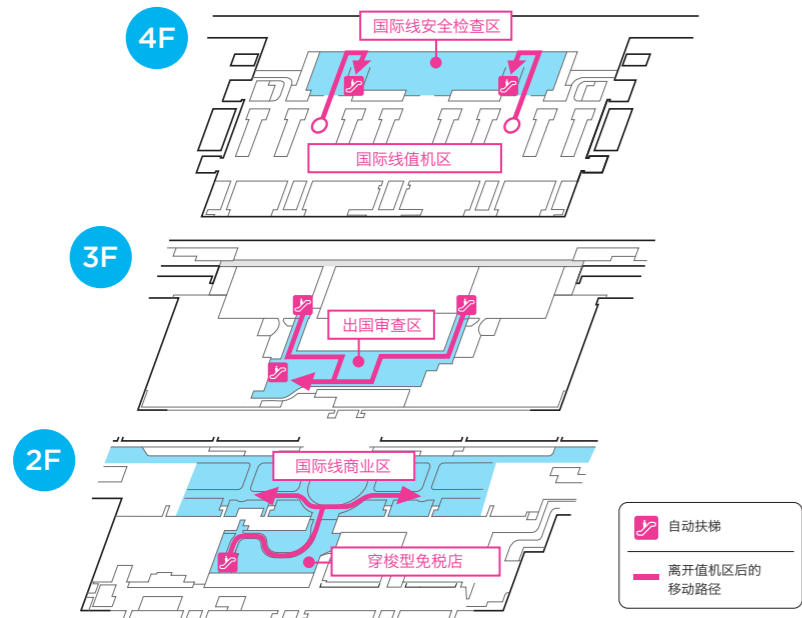 4F
国际线安全检查区
国际线值机区
3F
出国审查区
2F
国际线商业区
穿梭型免税店
自动扶梯
离开值机区后的
移动路径